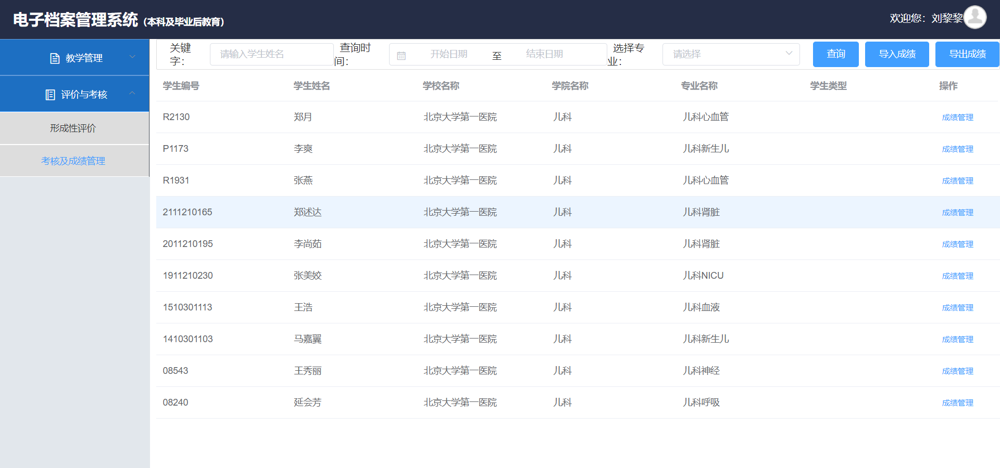 电子档案管理系统（本科及毕业后教育）
欢迎您：刘黎黎
教学管理
评价与考核
形成性评价
考核及成绩管理
关键字：
请输入学生姓名
查询时间：
开始日期 至 结束日期
选择专业：
请选择
查询 导入成绩 导出成绩
学生编号 学生姓名 学校名称 学院名称 专业名称 学生类型 操作
R2130 郑月 北京大学第一医院 儿科 儿科心血管 成绩管理
P1173 李爽 北京大学第一医院 儿科 儿科新生儿 成绩管理
R1931 张燕 北京大学第一医院 儿科 儿科心血管 成绩管理
2111210165 郑述达 北京大学第一医院 儿科 儿科肾脏 成绩管理
2011210195 李尚茹 北京大学第一医院 儿科 儿科肾脏 成绩管理
1911210230 张美姣 北京大学第一医院 儿科 儿科NICU 成绩管理
1510301113 王浩 北京大学第一医院 儿科 儿科血液 成绩管理
1410301103 马嘉翼 北京大学第一医院 儿科 儿科新生儿 成绩管理
08543 王秀丽 北京大学第一医院 儿科 儿科神经 成绩管理
08240 延会芳 北京大学第一医院 儿科 儿科呼吸 成绩管理